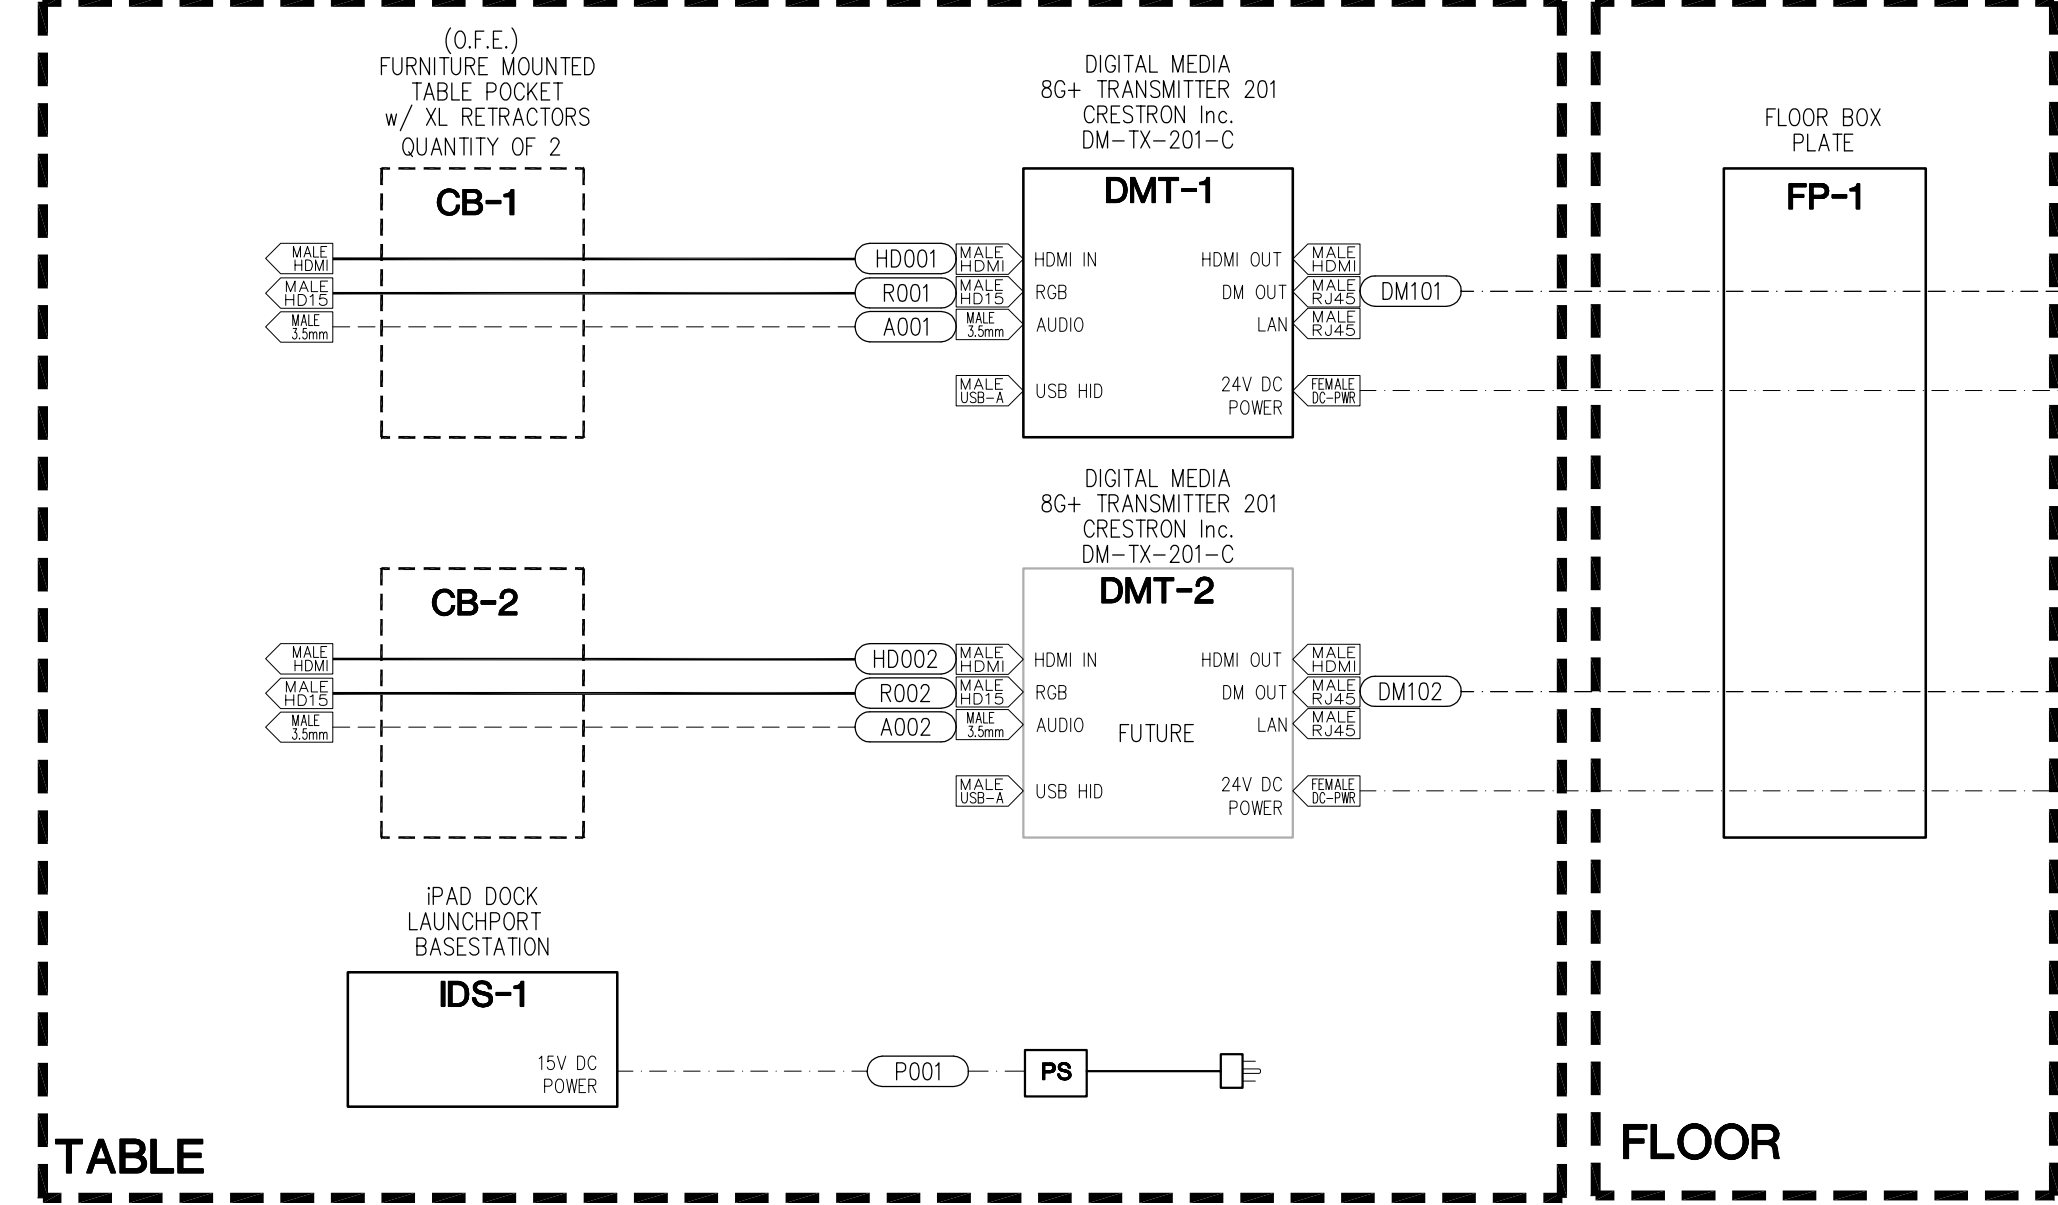 (O.F.E.)
FURNITURE MOUNTED
TABLE POCKET
w/ XL RETRACTORS
QUANTITY OF 2
CB-1
MALE
HDMI
MALE
HD15
MALE
3.5mm
HD001
R001
A001
MALE
HDMI
MALE
HD15
MALE
3.5mm
MALE
USB-A
DIGITAL MEDIA
8G+ TRANSMITTER 201
CRESTRON Inc.
DM-TX-201-C
DMT-1
HDMI IN
RGB
AUDIO
USB HID
HDMI OUT
DM OUT
LAN
24V DC
POWER
MALE
HDMI
MALE
RJ45
MALE
RJ45
FEMALE
DC-PWR
DM101
CB-2
MALE
HDMI
MALE
HD15
MALE
3.5mm
HD002
R002
A002
MALE
HDMI
MALE
HD15
MALE
3.5mm
MALE
USB-A
DIGITAL MEDIA
8G+ TRANSMITTER 201
CRESTRON Inc.
DM-TX-201-C
DMT-2
HDMI IN
RGB
AUDIO
USB HID
FUTURE
HDMI OUT
DM OUT
LAN
24V DC
POWER
MALE
HDMI
MALE
RJ45
MALE
RJ45
FEMALE
DC-PWR
DM102
iPAD DOCK
LAUNCHPORT
BASESTATION
IDS-1
15V DC
POWER
P001
PS
TABLE
FLOOR BOX
PLATE
FP-1
FLOOR